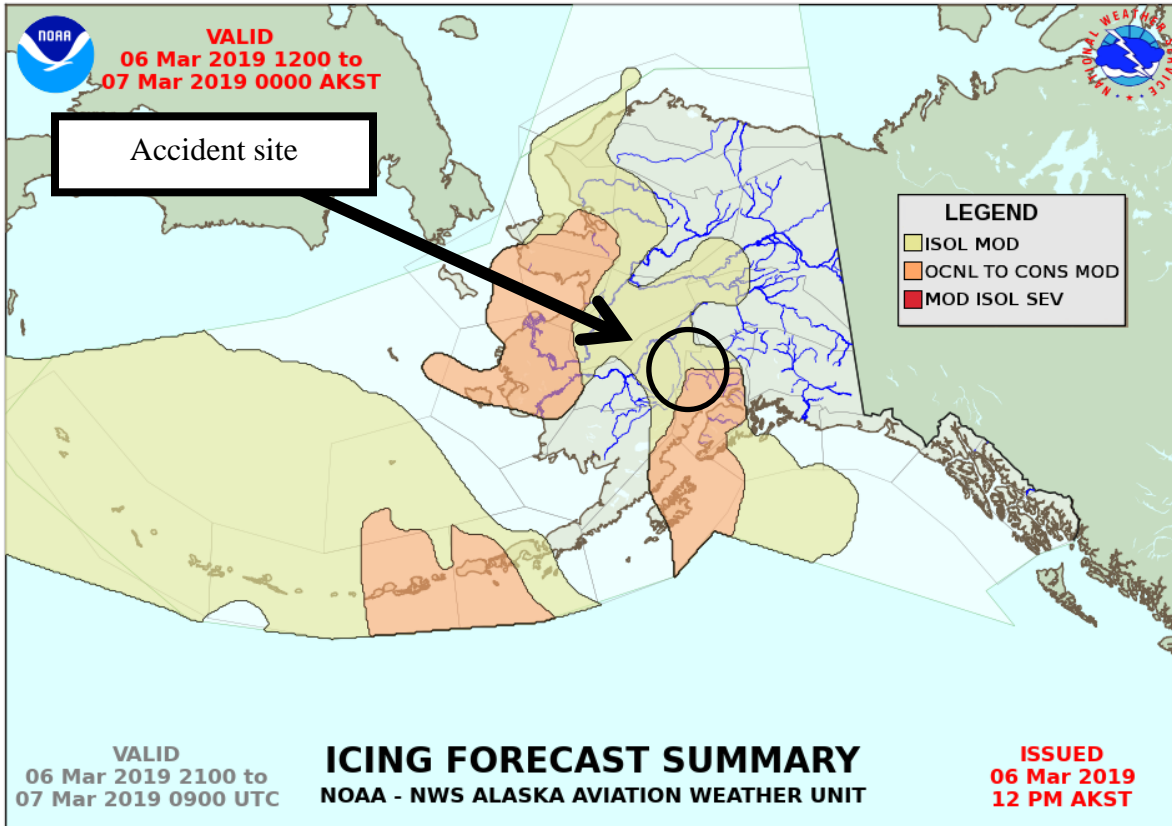 NOAA
VALID
06 Mar 2019 1200 to
07 Mar 2019 0000 AKST
NATIONAL WEATHER SERVICE
Accident site
LEGEND
ISOL MOD
OCNL TO CONS MOD
MOD ISOL SEV
VALID
06 Mar 2019 2100 to
07 Mar 2019 0900 UTC
ICING FORECAST SUMMARY
NOAA - NWS ALASKA AVIATION WEATHER UNIT
ISSUED
06 Mar 2019
12 PM AKST